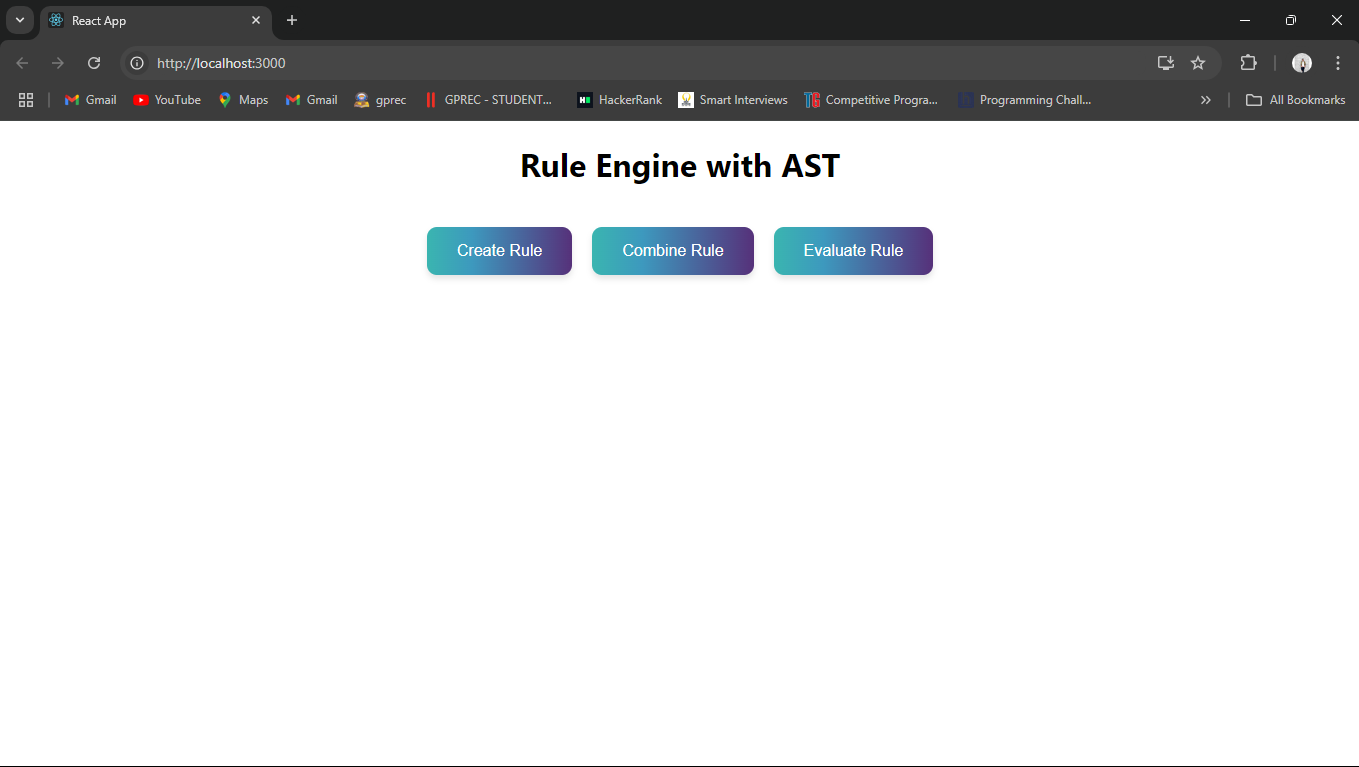 React App
http://localhost:3000
Gmail YouTube Maps Gmail gprec GPREC - STUDENT... HackerRank Smart Interviews Competitive Progra... Programming Chall... All Bookmarks
Rule Engine with AST
Create Rule Combine Rule Evaluate Rule